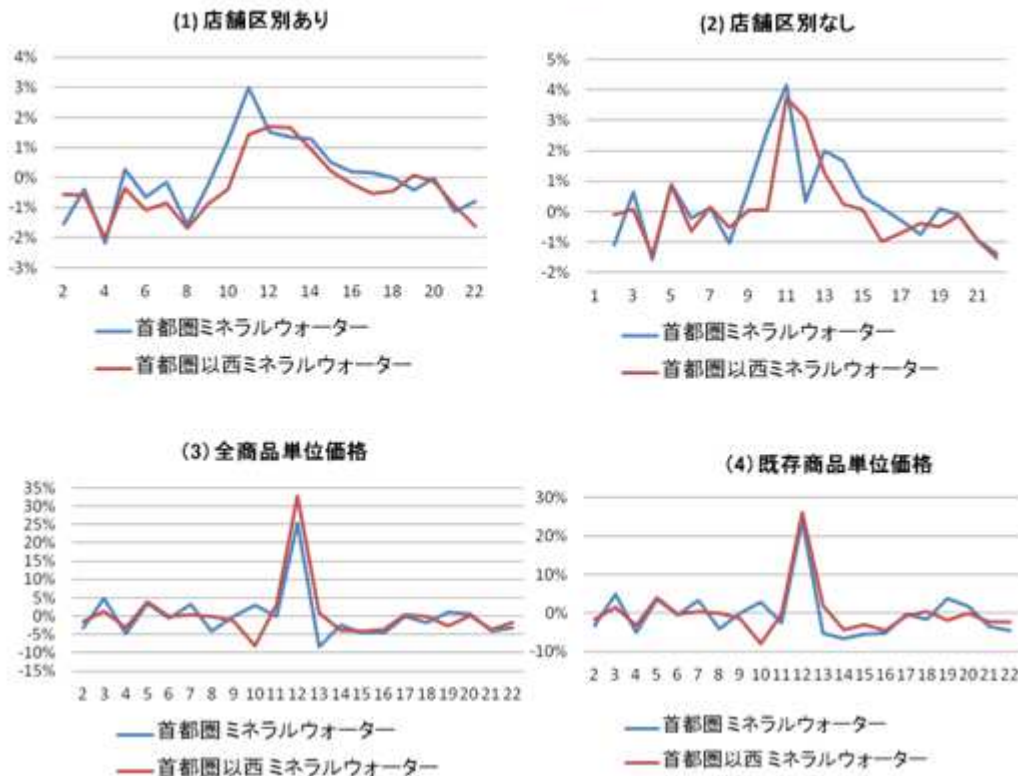 (1) 店舗区別あり
4%
3%
2%
1%
0%
-1%
-2%
-3%
2 4 6 8 10 12 14 16 18 20 22
首都圏ミネラルウォーター
首都圏以西ミネラルウォーター
(2) 店舗区別なし
5%
4%
3%
2%
1%
0%
-1%
-2%
1 3 5 7 9 11 13 15 17 19 21
首都圏ミネラルウォーター
首都圏以西ミネラルウォーター
(3) 全商品単位価格
35%
30%
25%
20%
15%
10%
5%
0%
-5%
-10%
-15%
2 3 4 5 6 7 8 9 10 11 12 13 14 15 16 17 18 19 20 21 22
首都圏 ミネラルウォーター
首都圏以西 ミネラルウォーター
(4) 既存商品単位価格
30%
20%
10%
0%
-10%
2 3 4 5 6 7 8 9 10 11 12 13 14 15 16 17 18 19 20 21 22
首都圏 ミネラルウォーター
首都圏以西 ミネラルウォーター